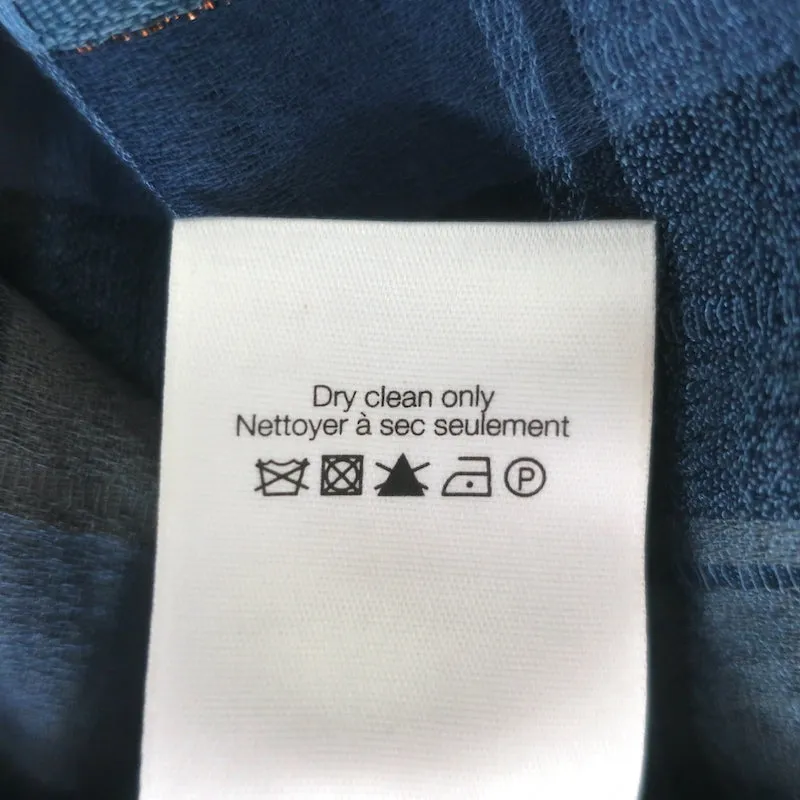 Dry clean only
Nettoyer à sec seulement
P